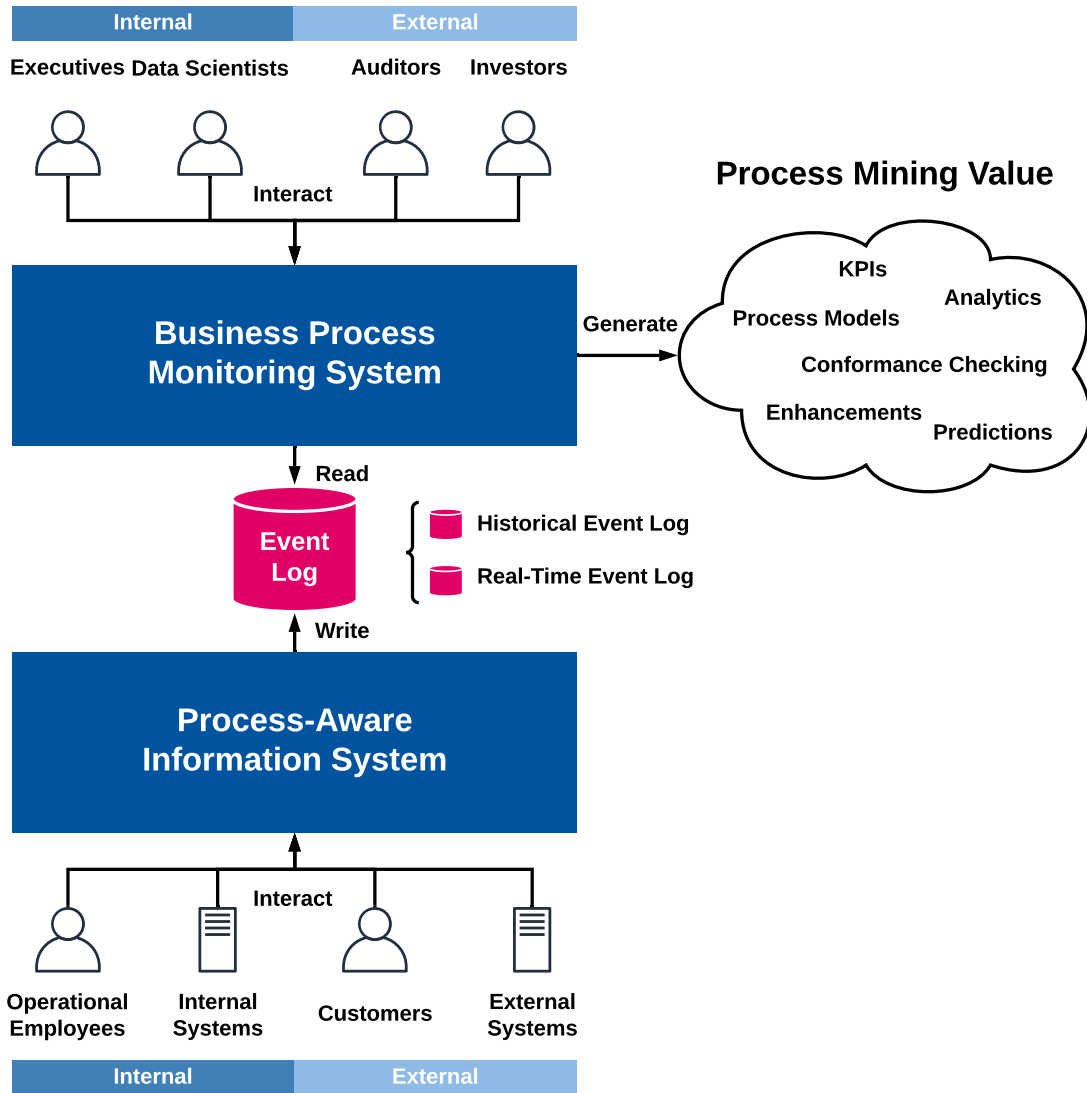 Internal External
Executives Data Scientists Auditors Investors
Interact
Process Mining Value
Business Process
Monitoring System
Generate
KPIs
Analytics
Process Models
Conformance Checking
Enhancements
Predictions
Read
Event
Log
Historical Event Log
Real-Time Event Log
Write
Process-Aware
Information System
Interact
Operational
Employees
Internal
Systems
Customers
External
Systems
Internal External